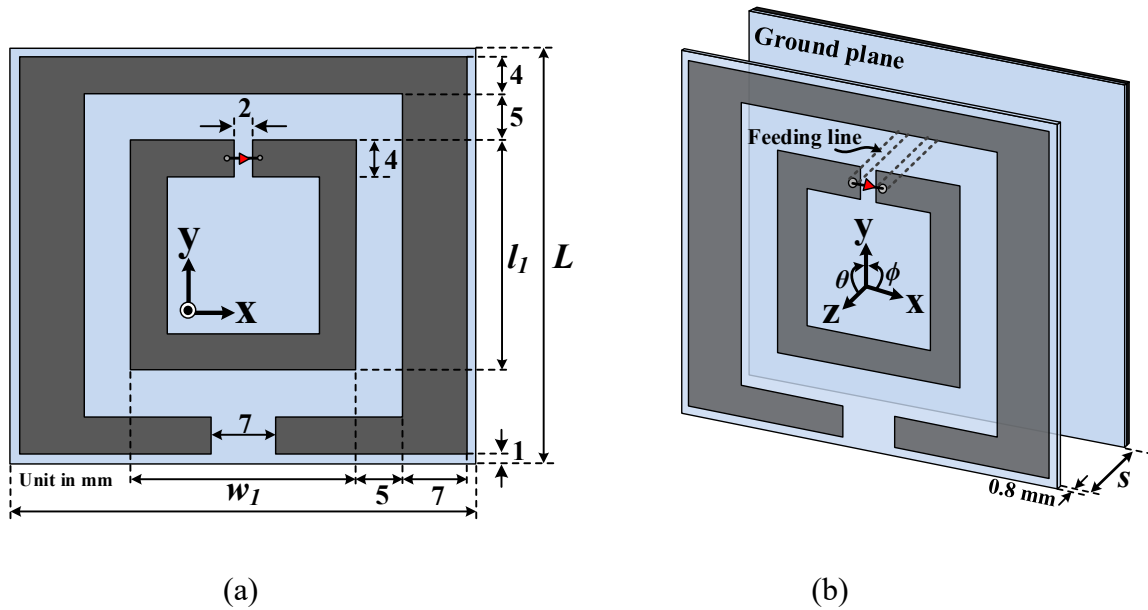 4
2
5
4
y
l1
L
x
7
1
Unit in mm
w1
5
7
(a)
Ground plane
Feeding line
y
θ
ϕ
z
x
s
0.8 mm
(b)